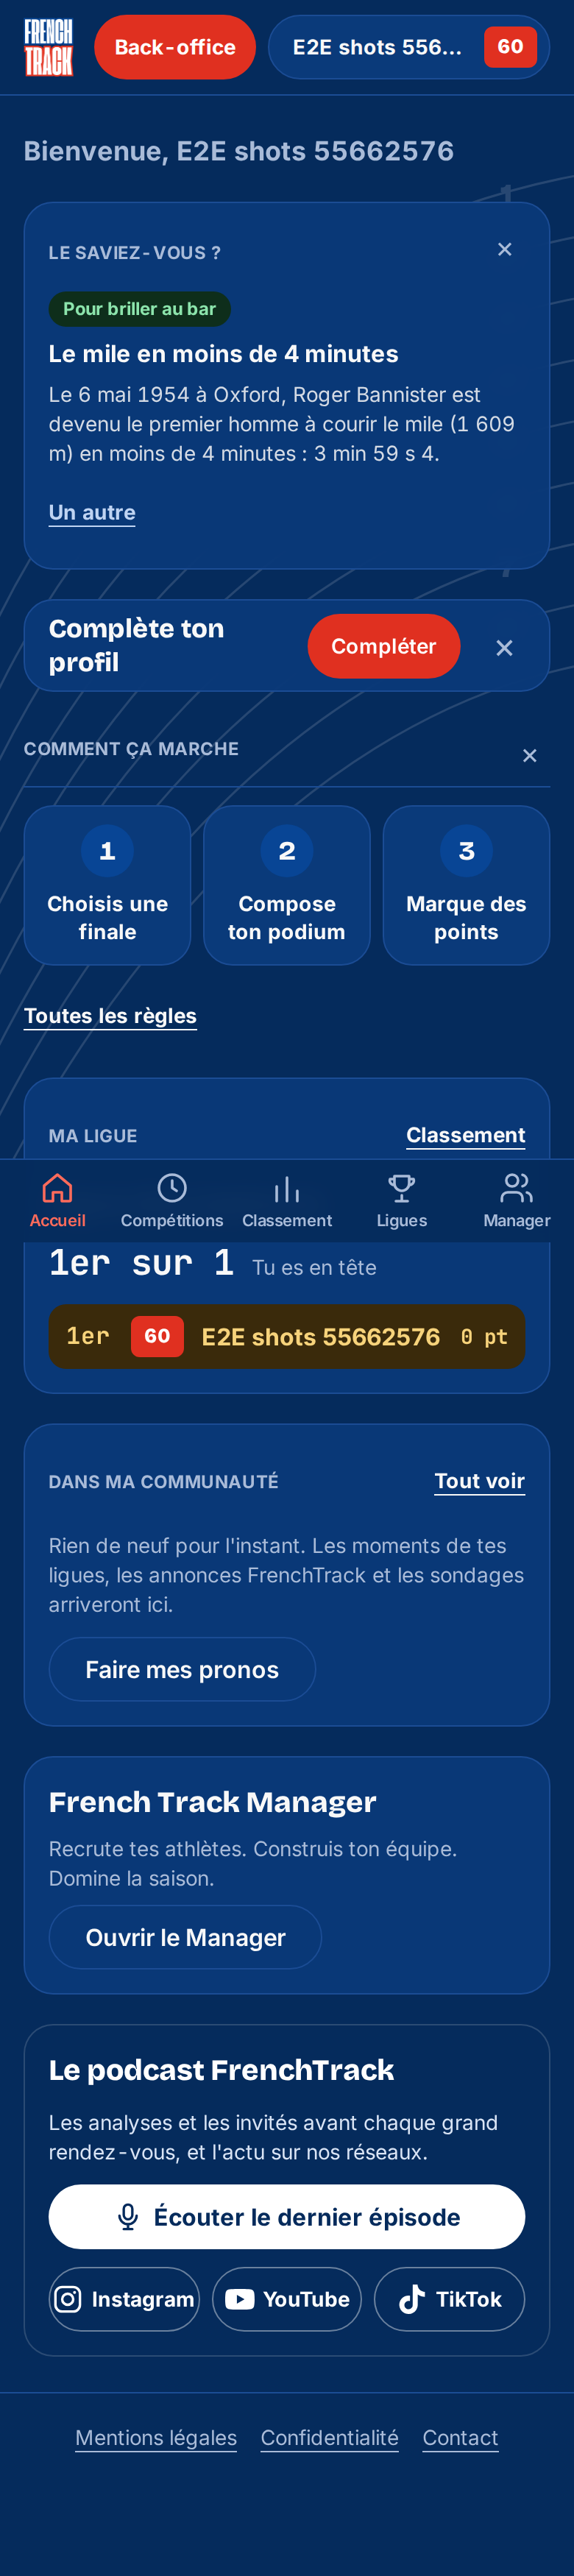 FRENCH
TRACK
Back-office
E2E shots 556...
60
Bienvenue, E2E shots 55662576
1
LE SAVIEZ-VOUS ?
Pour briller au bar
Le mile en moins de 4 minutes
Le 6 mai 1954 à Oxford, Roger Bannister est
devenu le premier homme à courir le mile (1 609
m) en moins de 4 minutes : 3 min 59 s 4.
Un autre
Complète ton
profil
Compléter
COMMENT ÇA MARCHE
1
Choisis une
finale
2
Compose
ton podium
3
Marque des
points
Toutes les règles
MA LIGUE
Classement
Accueil
Compétitions
Classement
Ligues
Manager
1er sur 1
Tu es en tête
1er
60
E2E shots 55662576
0 pt
DANS MA COMMUNAUTÉ
Tout voir
Rien de neuf pour l'instant. Les moments de tes
ligues, les annonces FrenchTrack et les sondages
arriveront ici.
Faire mes pronos
French Track Manager
Recrute tes athlètes. Construis ton équipe.
Domine la saison.
Ouvrir le Manager
Le podcast FrenchTrack
Les analyses et les invités avant chaque grand
rendez-vous, et l'actu sur nos réseaux.
Écouter le dernier épisode
Instagram
YouTube
TikTok
Mentions légales
Confidentialité
Contact